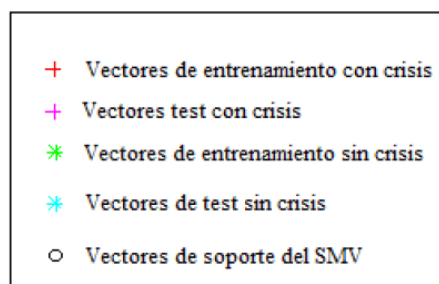 Vectores de entrenamiento con crisis
Vectores test con crisis
Vectores de entrenamiento sin crisis
Vectores de test sin crisis
Vectores de soporte del SMV